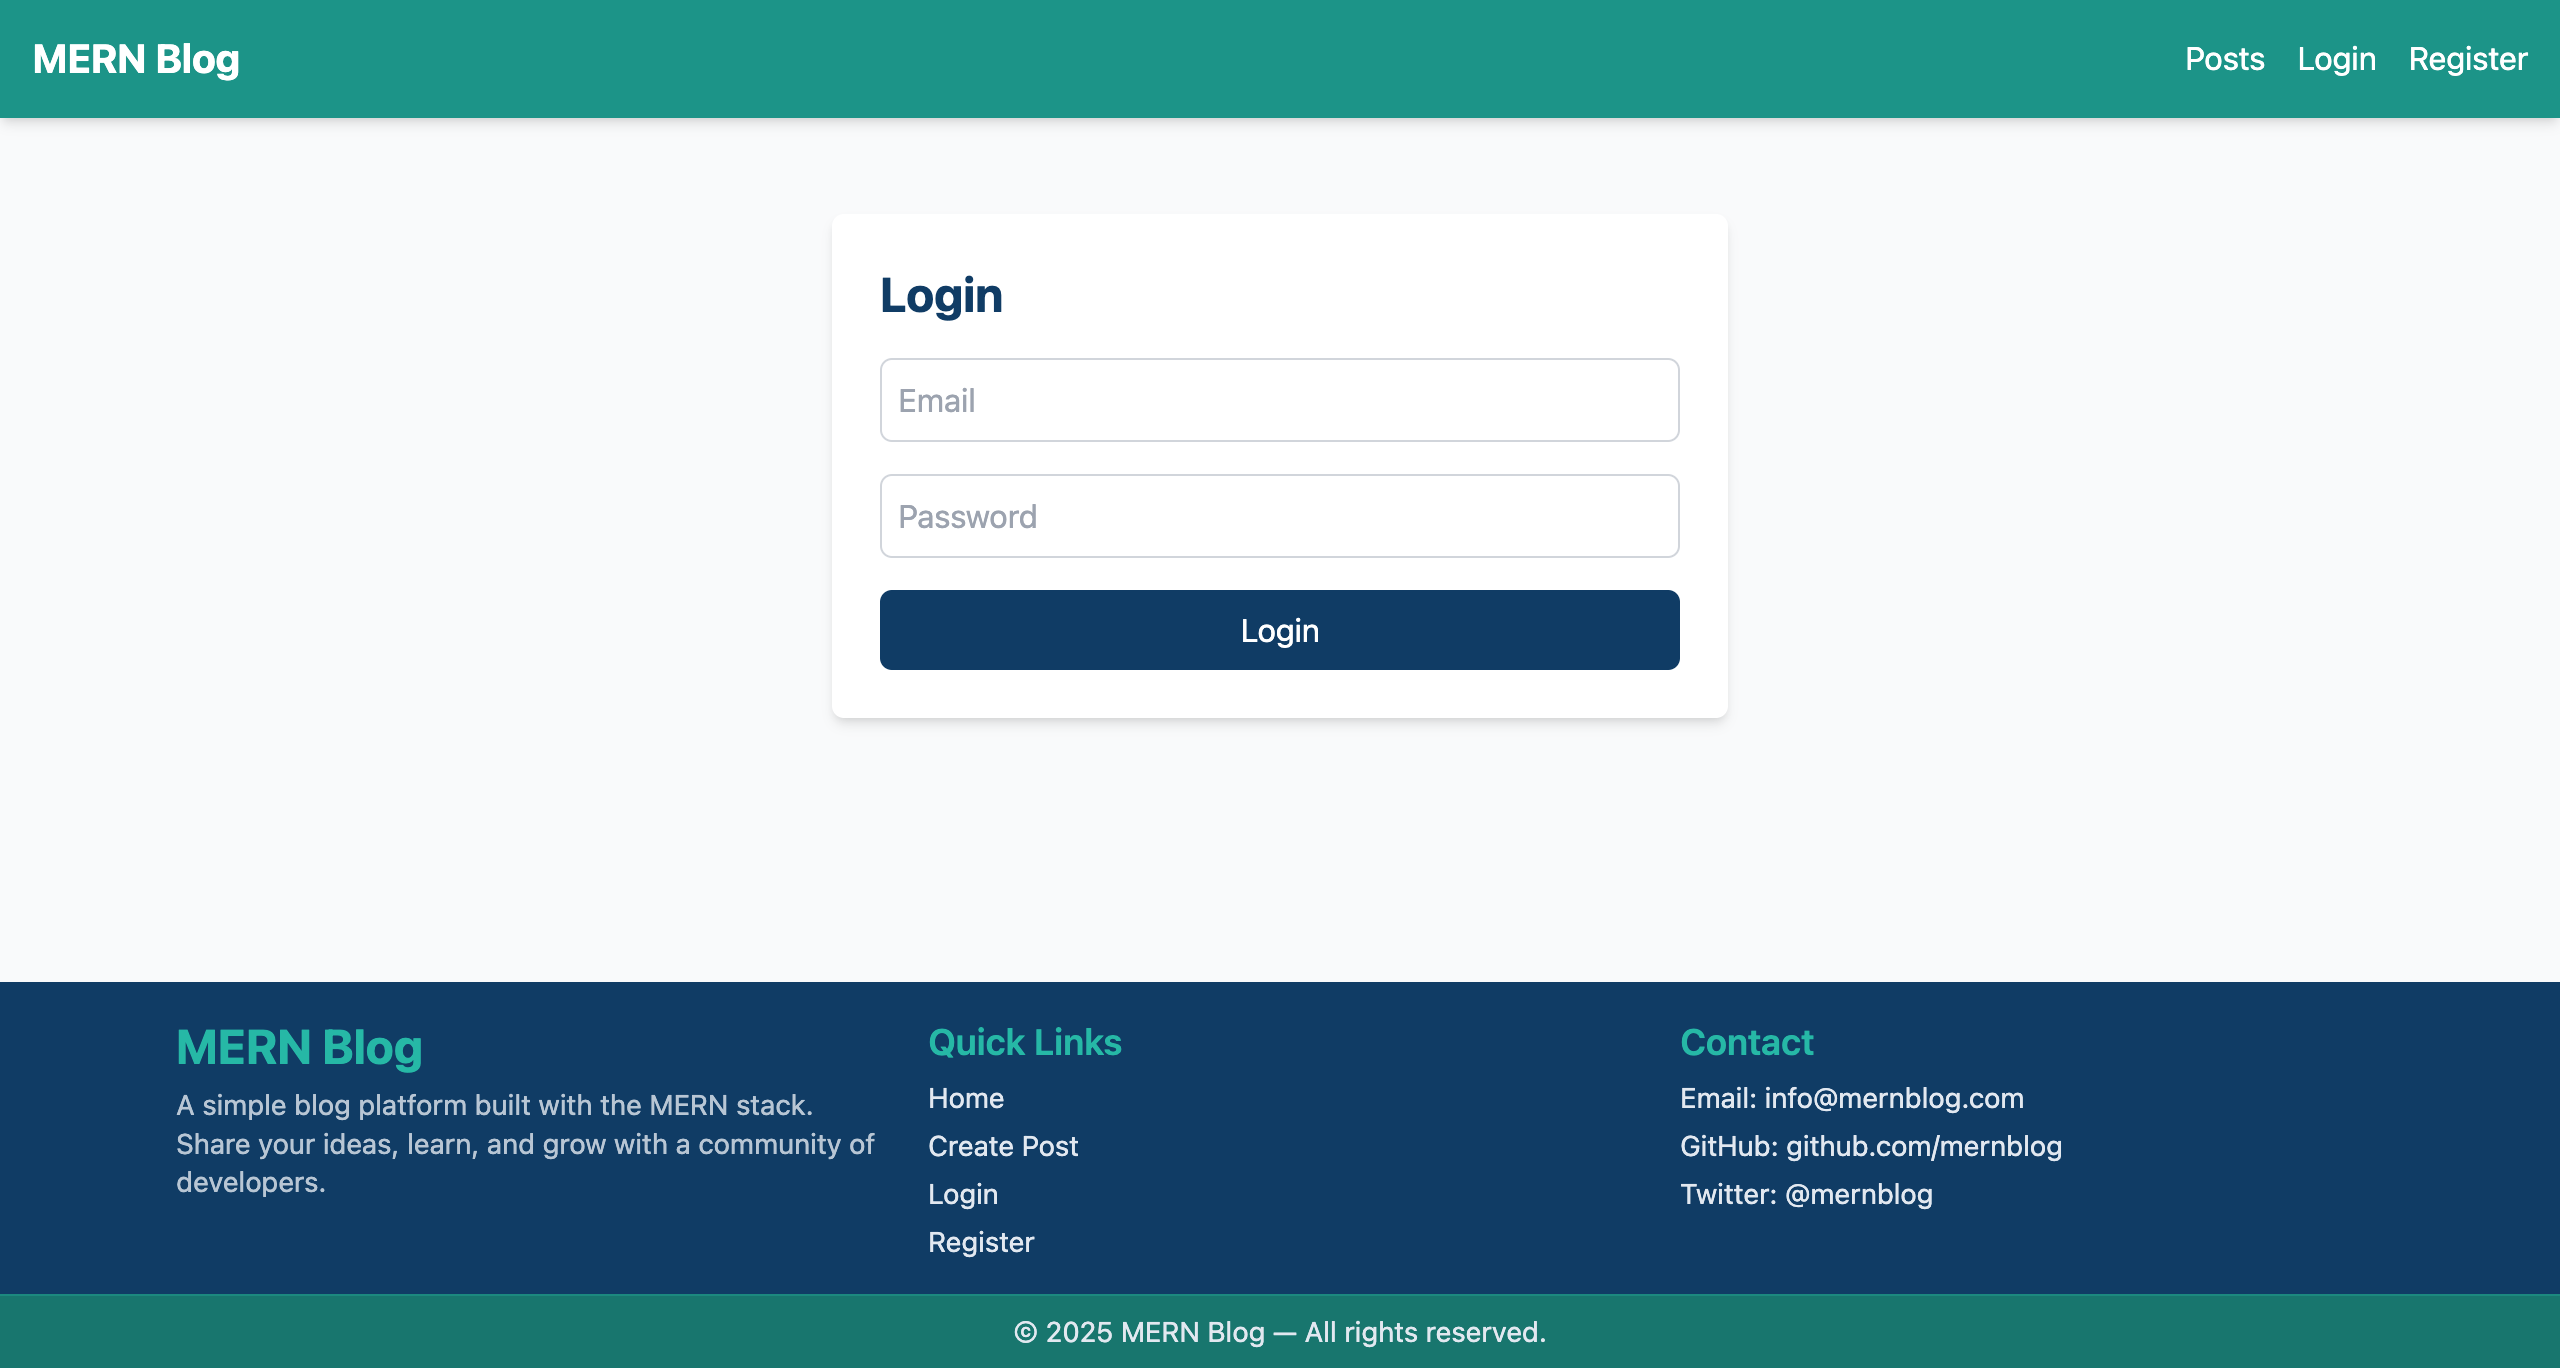 MERN Blog
Posts Login Register
Login
Email
Password
Login
MERN Blog
A simple blog platform built with the MERN stack.
Share your ideas, learn, and grow with a community of
developers.
Quick Links
Home
Create Post
Login
Register
Contact
Email: info@mernblog.com
GitHub: github.com/mernblog
Twitter: @mernblog
© 2025 MERN Blog — All rights reserved.